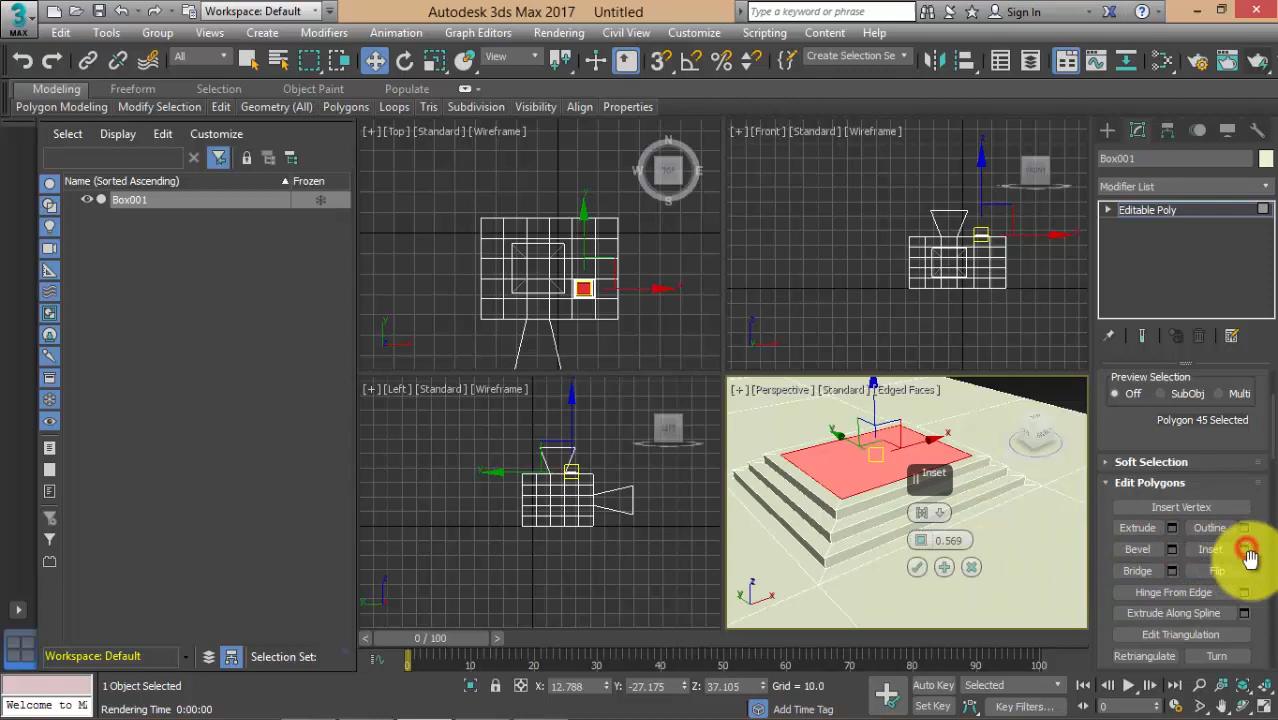 3
MAX
Workspace: Default
Autodesk 3ds Max 2017
Untitled
Type a keyword or phrase
Sign In
Edit
Tools
Group
Views
Create
Modifiers
Animation
Graph Editors
Rendering
Civil View
Customize
Scripting
Content
Help
All
View
Create Selection Se
Modeling
Freeform
Selection
Object Paint
Populate
Polygon Modeling
Modify Selection
Edit
Geometry (All)
Polygons
Loops
Tris
Subdivision
Visibility
Align
Properties
Select
Display
Edit
Customize
Name (Sorted Ascending)
Frozen
Box001
[+] [Top] [Standard] [Wireframe]
N
W
TOP
E
S
y
x
[+] [Front] [Standard] [Wireframe]
z
FRONT
x
Box001
Modifier List
Editable Poly
Preview Selection
Off
SubObj
Multi
Polygon 45 Selected
Soft Selection
Edit Polygons
Insert Vertex
Extrude
Outline
Bevel
Inset
Bridge
Flip
Hinge From Edge
Extrude Along Spline
Edit Triangulation
Retriangulate
Turn
[+] [Left] [Standard] [Wireframe]
y
[+] [Perspective] [Standard] [Edged Faces]
y
x
Inset
0.569
z
y
x
0 / 100
Workspace: Default
Selection Set:
0
10
20
30
40
50
60
70
80
90
100
Welcome to M
1 Object Selected
Rendering Time 0:00:00
X: 12.788
Y: -27.175
Z: 37.105
Grid = 10.0
Add Time Tag
Auto Key
Selected
Set Key
Key Filters...
0